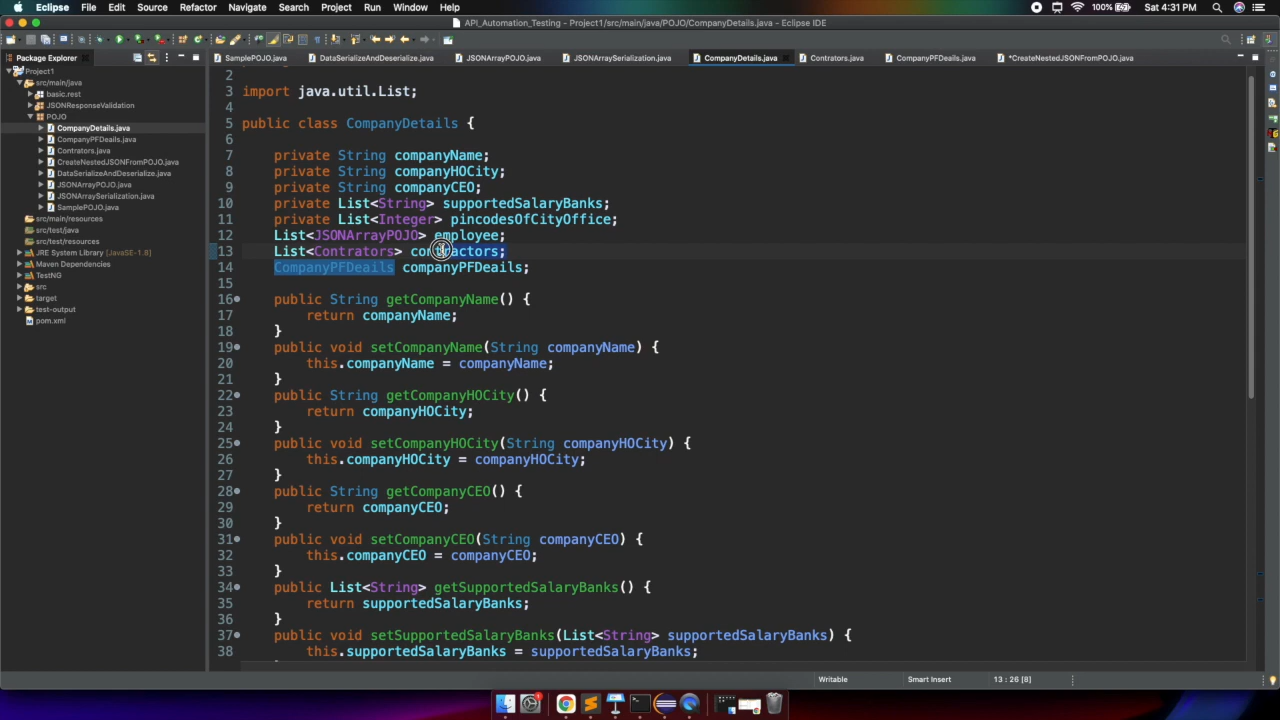 Eclipse File Edit Source Refactor Navigate Search Project Run Window Help 100% Sat 4:31 PM
API_Automation_Testing - Project1/src/main/java/POJO/CompanyDetails.java - Eclipse IDE
Package Explorer
SamplePOJO.java DataSerializeAndDeserialize.java JSONArrayPOJO.java JSONArraySerialization.java CompanyDetails.java Contrators.java CompanyPFDeails.java *CreateNestedJSONFromPOJO.java
Project1
src/main/java
basic.rest
JSONResponseValidation
POJO
CompanyDetails.java
CompanyPFDeails.java
Contrators.java
CreateNestedJSONFromPOJO.java
DataSerializeAndDeserialize.java
JSONArrayPOJO.java
JSONArraySerialization.java
SamplePOJO.java
src/main/resources
src/test/java
src/test/resources
JRE System Library [JavaSE-1.8]
Maven Dependencies
TestNG
src
target
test-output
pom.xml
2
3 import java.util.List;
4
5 public class CompanyDetails {
6
7 private String companyName;
8 private String companyHOCity;
9 private String companyCEO;
10 private List<String> supportedSalaryBanks;
11 private List<Integer> pincodesOfCityOffice;
12 List<JSONArrayPOJO> employee;
13 List<Contrators> contractors;
14 CompanyPFDeails companyPFDeails;
15
16 public String getCompanyName() {
17 return companyName;
18 }
19 public void setCompanyName(String companyName) {
20 this.companyName = companyName;
21 }
22 public String getCompanyHOCity() {
23 return companyHOCity;
24 }
25 public void setCompanyHOCity(String companyHOCity) {
26 this.companyHOCity = companyHOCity;
27 }
28 public String getCompanyCEO() {
29 return companyCEO;
30 }
31 public void setCompanyCEO(String companyCEO) {
32 this.companyCEO = companyCEO;
33 }
34 public List<String> getSupportedSalaryBanks() {
35 return supportedSalaryBanks;
36 }
37 public void setSupportedSalaryBanks(List<String> supportedSalaryBanks) {
38 this.supportedSalaryBanks = supportedSalaryBanks;
Writable Smart Insert 13 : 26 [8]